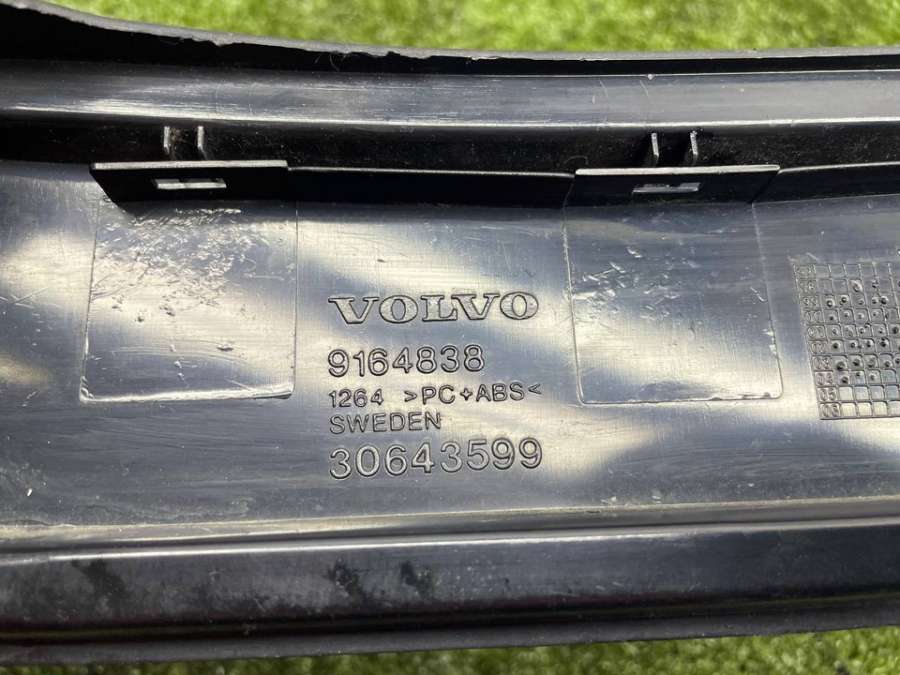 VOLVO
9164838
1264 >PC+ABS<
SWEDEN
30643599